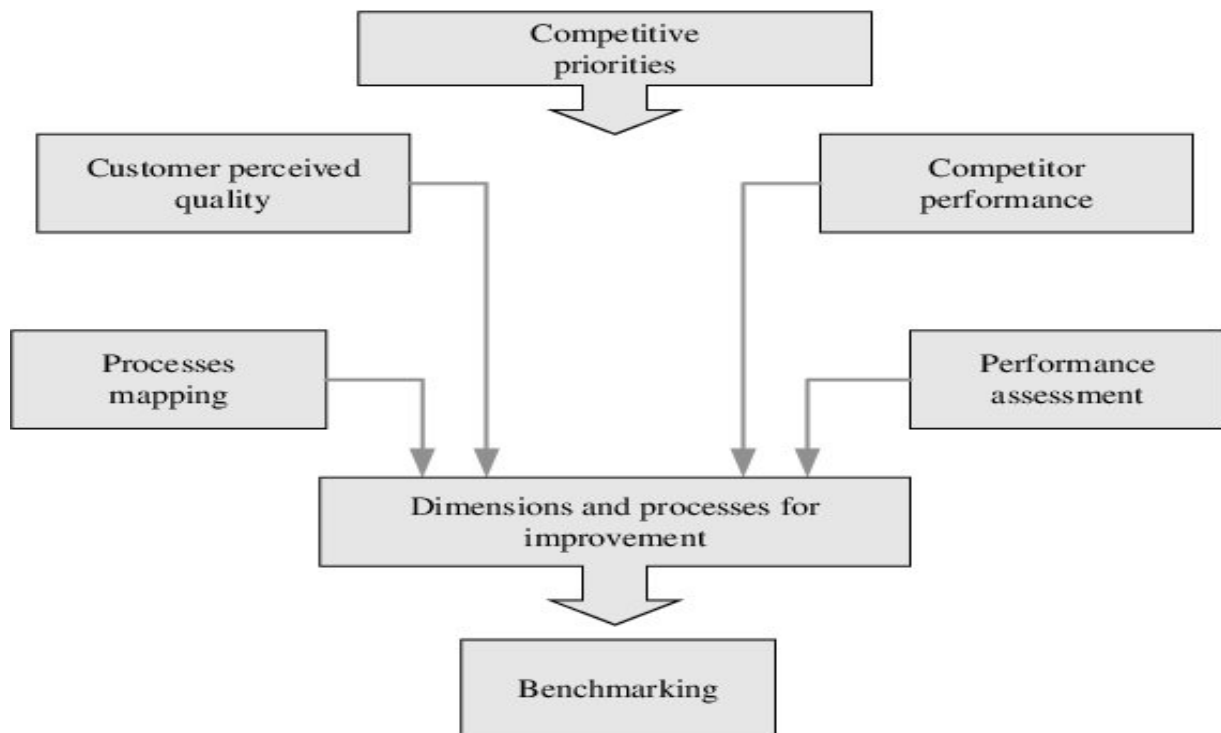 Competitive
priorities
Customer perceived
quality
Competitor
performance
Processes
mapping
Performance
assessment
Dimensions and processes for
improvement
Benchmarking